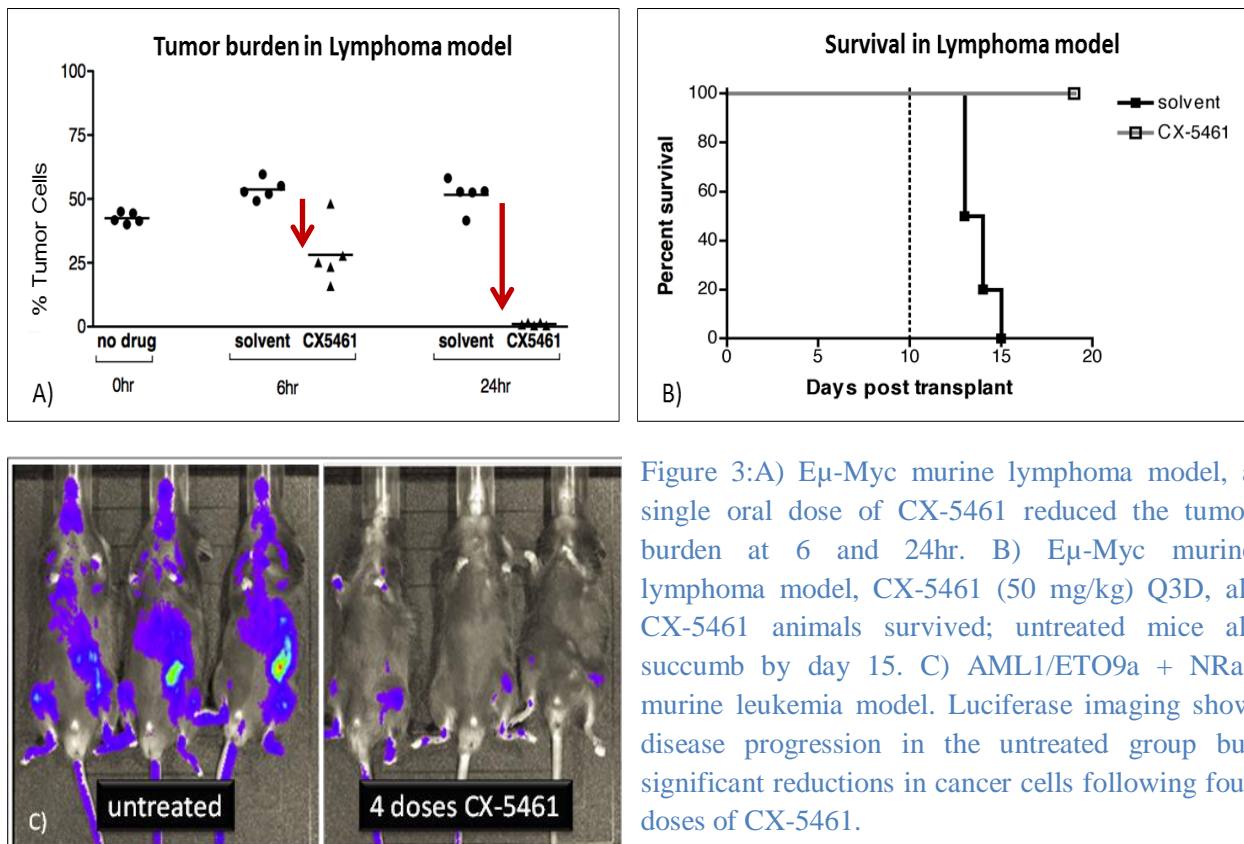 Tumor burden in Lymphoma model
100
75
50
25
0
% Tumor Cells
no drug
solvent CX5461
solvent CX5461
0hr
6hr
24hr
A)
Survival in Lymphoma model
100
80
60
40
20
0
Percent survival
0 5 10 15 20
Days post transplant
solvent
CX-5461
B)
untreated
4 doses CX-5461
C)
Figure 3:A) Eµ-Myc murine lymphoma model,
single oral dose of CX-5461 reduced the tumo
burden at 6 and 24hr. B) Eµ-Myc murin
lymphoma model, CX-5461 (50 mg/kg) Q3D, al
CX-5461 animals survived; untreated mice al
succumb by day 15. C) AML1/ETO9a + NRa
murine leukemia model. Luciferase imaging show
disease progression in the untreated group bu
significant reductions in cancer cells following fou
doses of CX-5461.